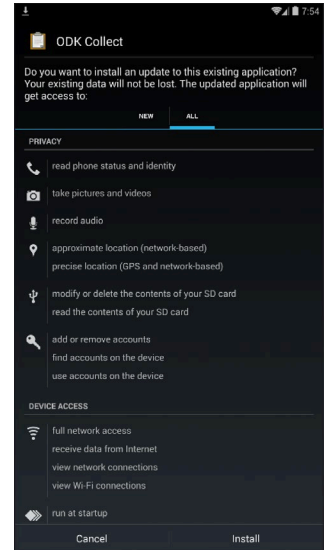 7:54
ODK Collect
Do you want to install an update to this existing application?
Your existing data will not be lost. The updated application will
get access to:
NEW ALL
PRIVACY
read phone status and identity
take pictures and videos
record audio
approximate location (network-based)
precise location (GPS and network-based)
modify or delete the contents of your SD card
read the contents of your SD card
add or remove accounts
find accounts on the device
use accounts on the device
DEVICE ACCESS
full network access
receive data from Internet
view network connections
view Wi-Fi connections
run at startup
Cancel Install